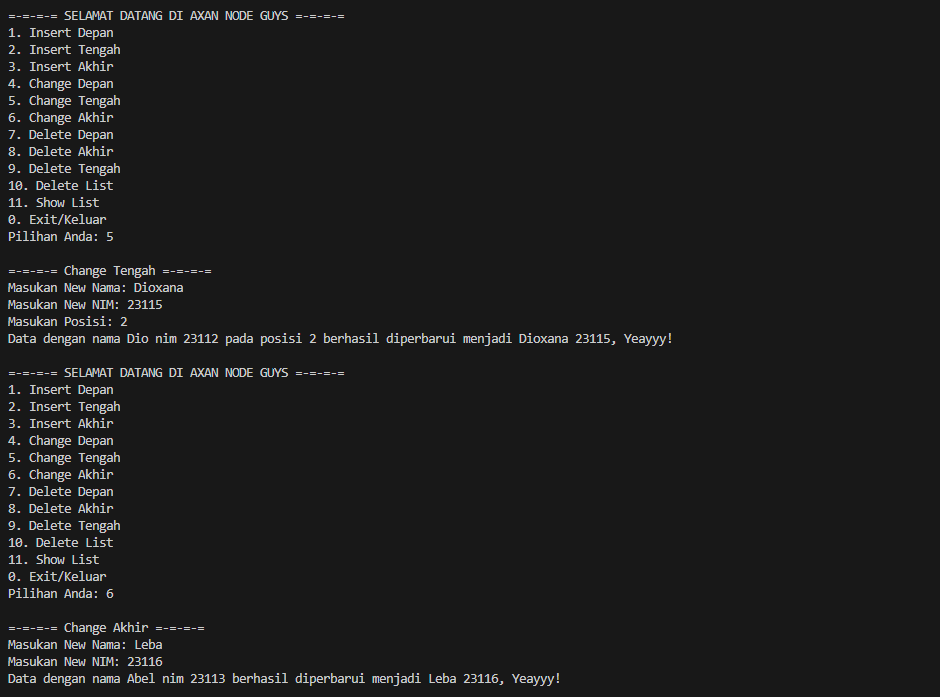 =-=-=-= SELAMAT DATANG DI AXAN NODE GUYS =-=-=-=
1. Insert Depan
2. Insert Tengah
3. Insert Akhir
4. Change Depan
5. Change Tengah
6. Change Akhir
7. Delete Depan
8. Delete Akhir
9. Delete Tengah
10. Delete List
11. Show List
0. Exit/Keluar
Pilihan Anda: 5
=-=-=-= Change Tengah =-=-=-=
Masukan New Nama: Dioxana
Masukan New NIM: 23115
Masukan Posisi: 2
Data dengan nama Dio nim 23112 pada posisi 2 berhasil diperbarui menjadi Dioxana 23115, Yeayyy!
=-=-=-= SELAMAT DATANG DI AXAN NODE GUYS =-=-=-=
1. Insert Depan
2. Insert Tengah
3. Insert Akhir
4. Change Depan
5. Change Tengah
6. Change Akhir
7. Delete Depan
8. Delete Akhir
9. Delete Tengah
10. Delete List
11. Show List
0. Exit/Keluar
Pilihan Anda: 6
=-=-=-= Change Akhir =-=-=-=
Masukan New Nama: Leba
Masukan New NIM: 23116
Data dengan nama Abel nim 23113 berhasil diperbarui menjadi Leba 23116, Yeayyy!